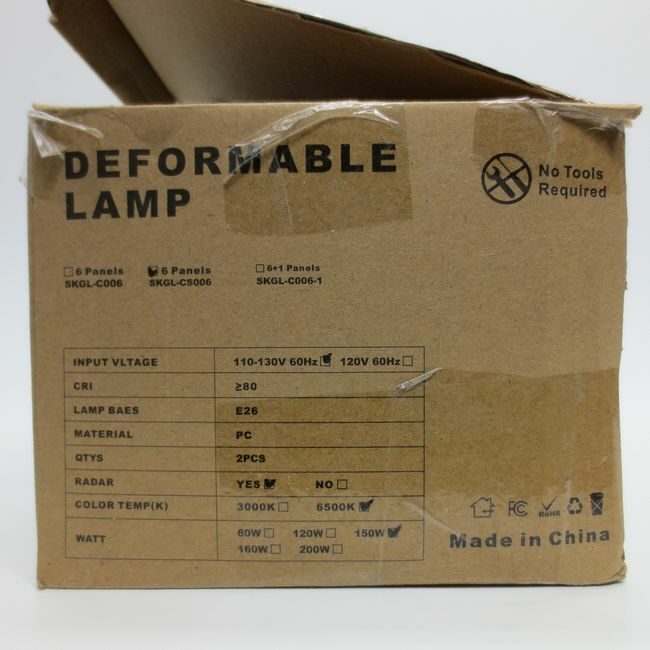 DEFORMABLE
LAMP
No Tools
Required
6 Panels
SKGL-C006
6 Panels
SKGL-CS006
6+1 Panels
SKGL-C006-1
INPUT VLTAGE 110-130V 60Hz 120V 60Hz
CRI ≥80
LAMP BAES E26
MATERIAL PC
QTYS 2PCS
RADAR YES NO
COLOR TEMP(K) 3000K 6500K
WATT 60W 120W 150W
160W 200W
FC RoHS
Made in China